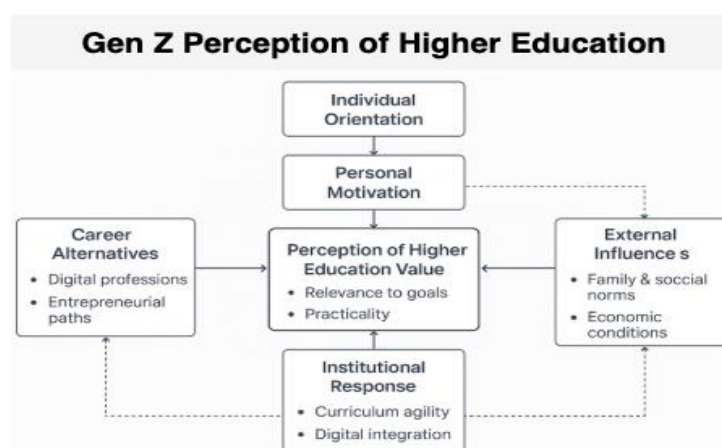 Gen Z Perception of Higher Education
Individual
Orientation
Personal
Motivation
Career
Alternatives
• Digital professions
• Entrepreneurial
paths
Perception of Higher
Education Value
• Relevance to goals
• Practicality
External
Influence s
• Family & soccial
norms
• Economic
conditions
Institutional
Response
• Curriculum agility
• Digital integration